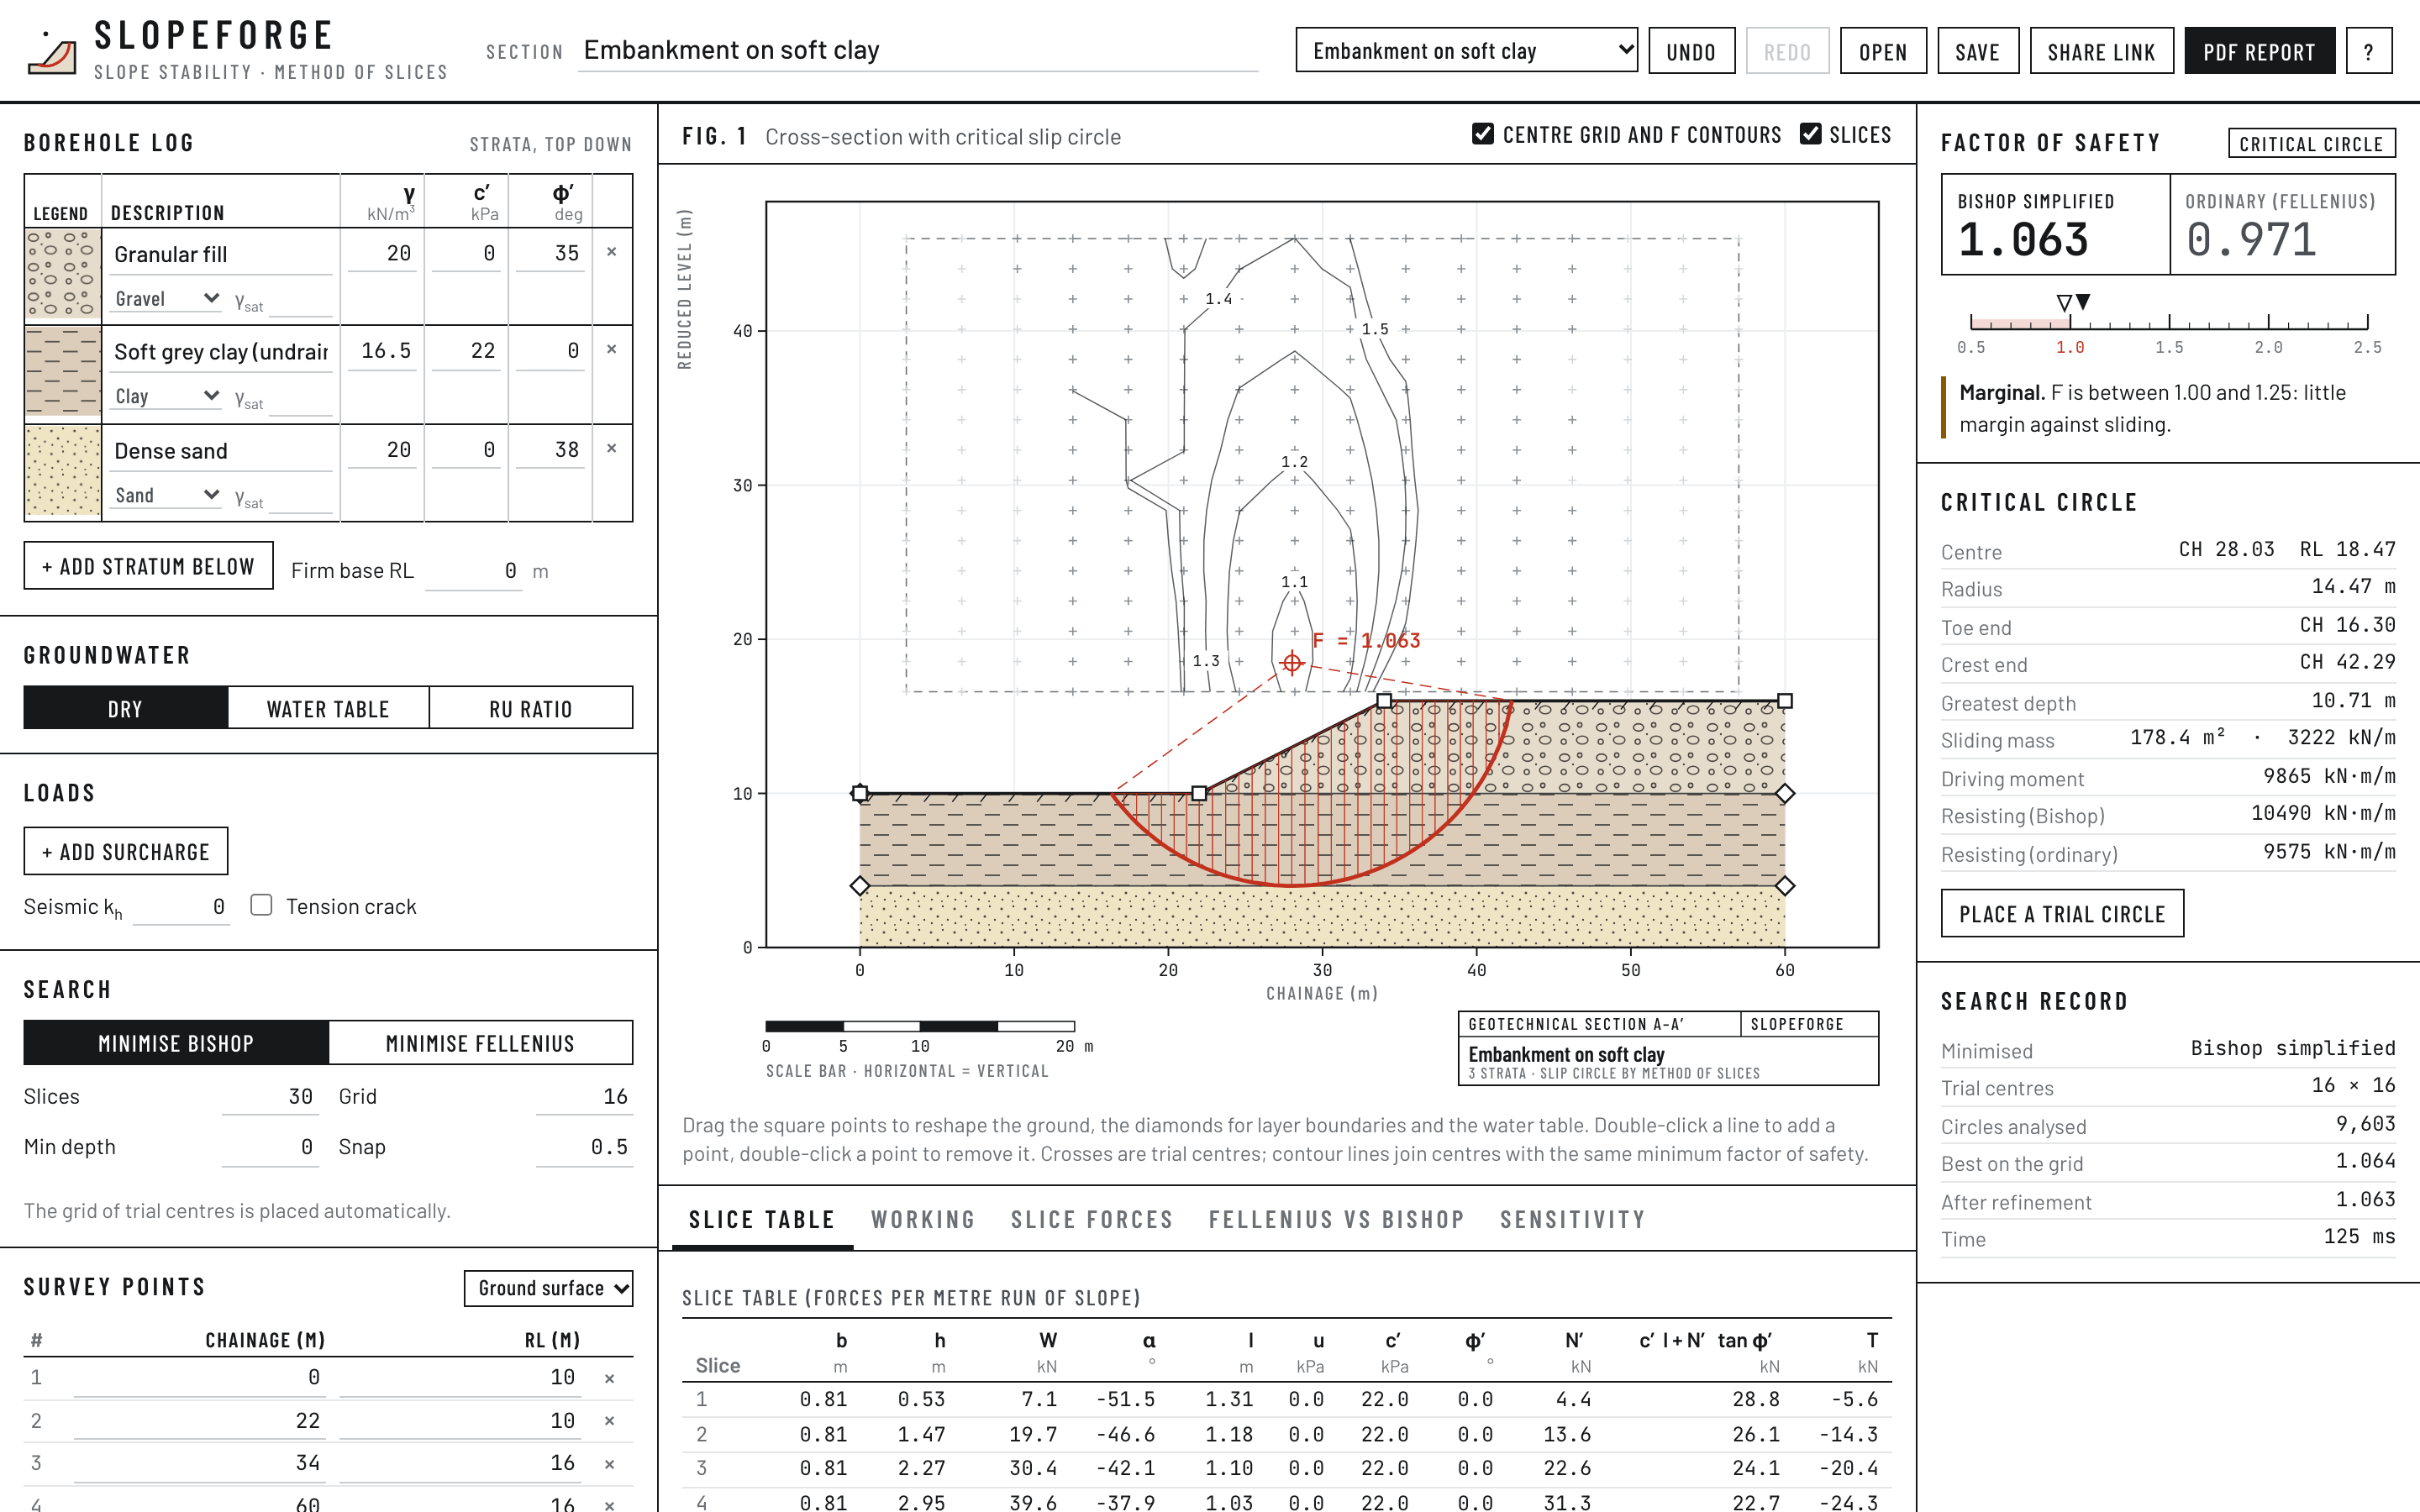 SLOPEFORGE
SLOPE STABILITY · METHOD OF SLICES
SECTION Embankment on soft clay
Embankment on soft clay
UNDO REDO OPEN SAVE SHARE LINK PDF REPORT ?
BOREHOLE LOG STRATA, TOP DOWN
LEGEND DESCRIPTION γ kN/m³ c′ kPa ϕ′ deg
Granular fill 20 0 35 ×
Gravel γsat
Soft grey clay (undrair 16.5 22 0 ×
Clay γsat
Dense sand 20 0 38 ×
Sand γsat
+ ADD STRATUM BELOW Firm base RL 0 m
GROUNDWATER
DRY WATER TABLE RU RATIO
LOADS
+ ADD SURCHARGE
Seismic kh 0 Tension crack
SEARCH
MINIMISE BISHOP MINIMISE FELLENIUS
Slices 30 Grid 16
Min depth 0 Snap 0.5
The grid of trial centres is placed automatically.
SURVEY POINTS Ground surface
# CHAINAGE (M) RL (M)
1 0 10 ×
2 22 10 ×
3 34 16 ×
4 60 16 ×
FIG. 1 Cross-section with critical slip circle CENTRE GRID AND F CONTOURS SLICES
REDUCED LEVEL (m)
40
30
20
10
0
1.4
1.5
1.2
1.1
1.3
F = 1.063
0 10 20 30 40 50 60
CHAINAGE (m)
0 5 10 20 m
SCALE BAR · HORIZONTAL = VERTICAL
GEOTECHNICAL SECTION A–A′ SLOPEFORGE
Embankment on soft clay
3 STRATA · SLIP CIRCLE BY METHOD OF SLICES
Drag the square points to reshape the ground, the diamonds for layer boundaries and the water table. Double-click a line to add a
point, double-click a point to remove it. Crosses are trial centres; contour lines join centres with the same minimum factor of safety.
SLICE TABLE WORKING SLICE FORCES FELLENIUS VS BISHOP SENSITIVITY
SLICE TABLE (FORCES PER METRE RUN OF SLOPE)
b h W α l u c′ ϕ′ N′ c′ l + N′ tan ϕ′ T
Slice m m kN ° m kPa kPa ° kN kN kN
1 0.81 0.53 7.1 -51.5 1.31 0.0 22.0 0.0 4.4 28.8 -5.6
2 0.81 1.47 19.7 -46.6 1.18 0.0 22.0 0.0 13.6 26.1 -14.3
3 0.81 2.27 30.4 -42.1 1.10 0.0 22.0 0.0 22.6 24.1 -20.4
4 0.81 2.95 39.6 -37.9 1.03 0.0 22.0 0.0 31.3 22.7 -24.3
FACTOR OF SAFETY CRITICAL CIRCLE
BISHOP SIMPLIFIED ORDINARY (FELLENIUS)
1.063 0.971
0.5 1.0 1.5 2.0 2.5
Marginal. F is between 1.00 and 1.25: little
margin against sliding.
CRITICAL CIRCLE
Centre CH 28.03 RL 18.47
Radius 14.47 m
Toe end CH 16.30
Crest end CH 42.29
Greatest depth 10.71 m
Sliding mass 178.4 m² · 3222 kN/m
Driving moment 9865 kN·m/m
Resisting (Bishop) 10490 kN·m/m
Resisting (ordinary) 9575 kN·m/m
PLACE A TRIAL CIRCLE
SEARCH RECORD
Minimised Bishop simplified
Trial centres 16 × 16
Circles analysed 9,603
Best on the grid 1.064
After refinement 1.063
Time 125 ms